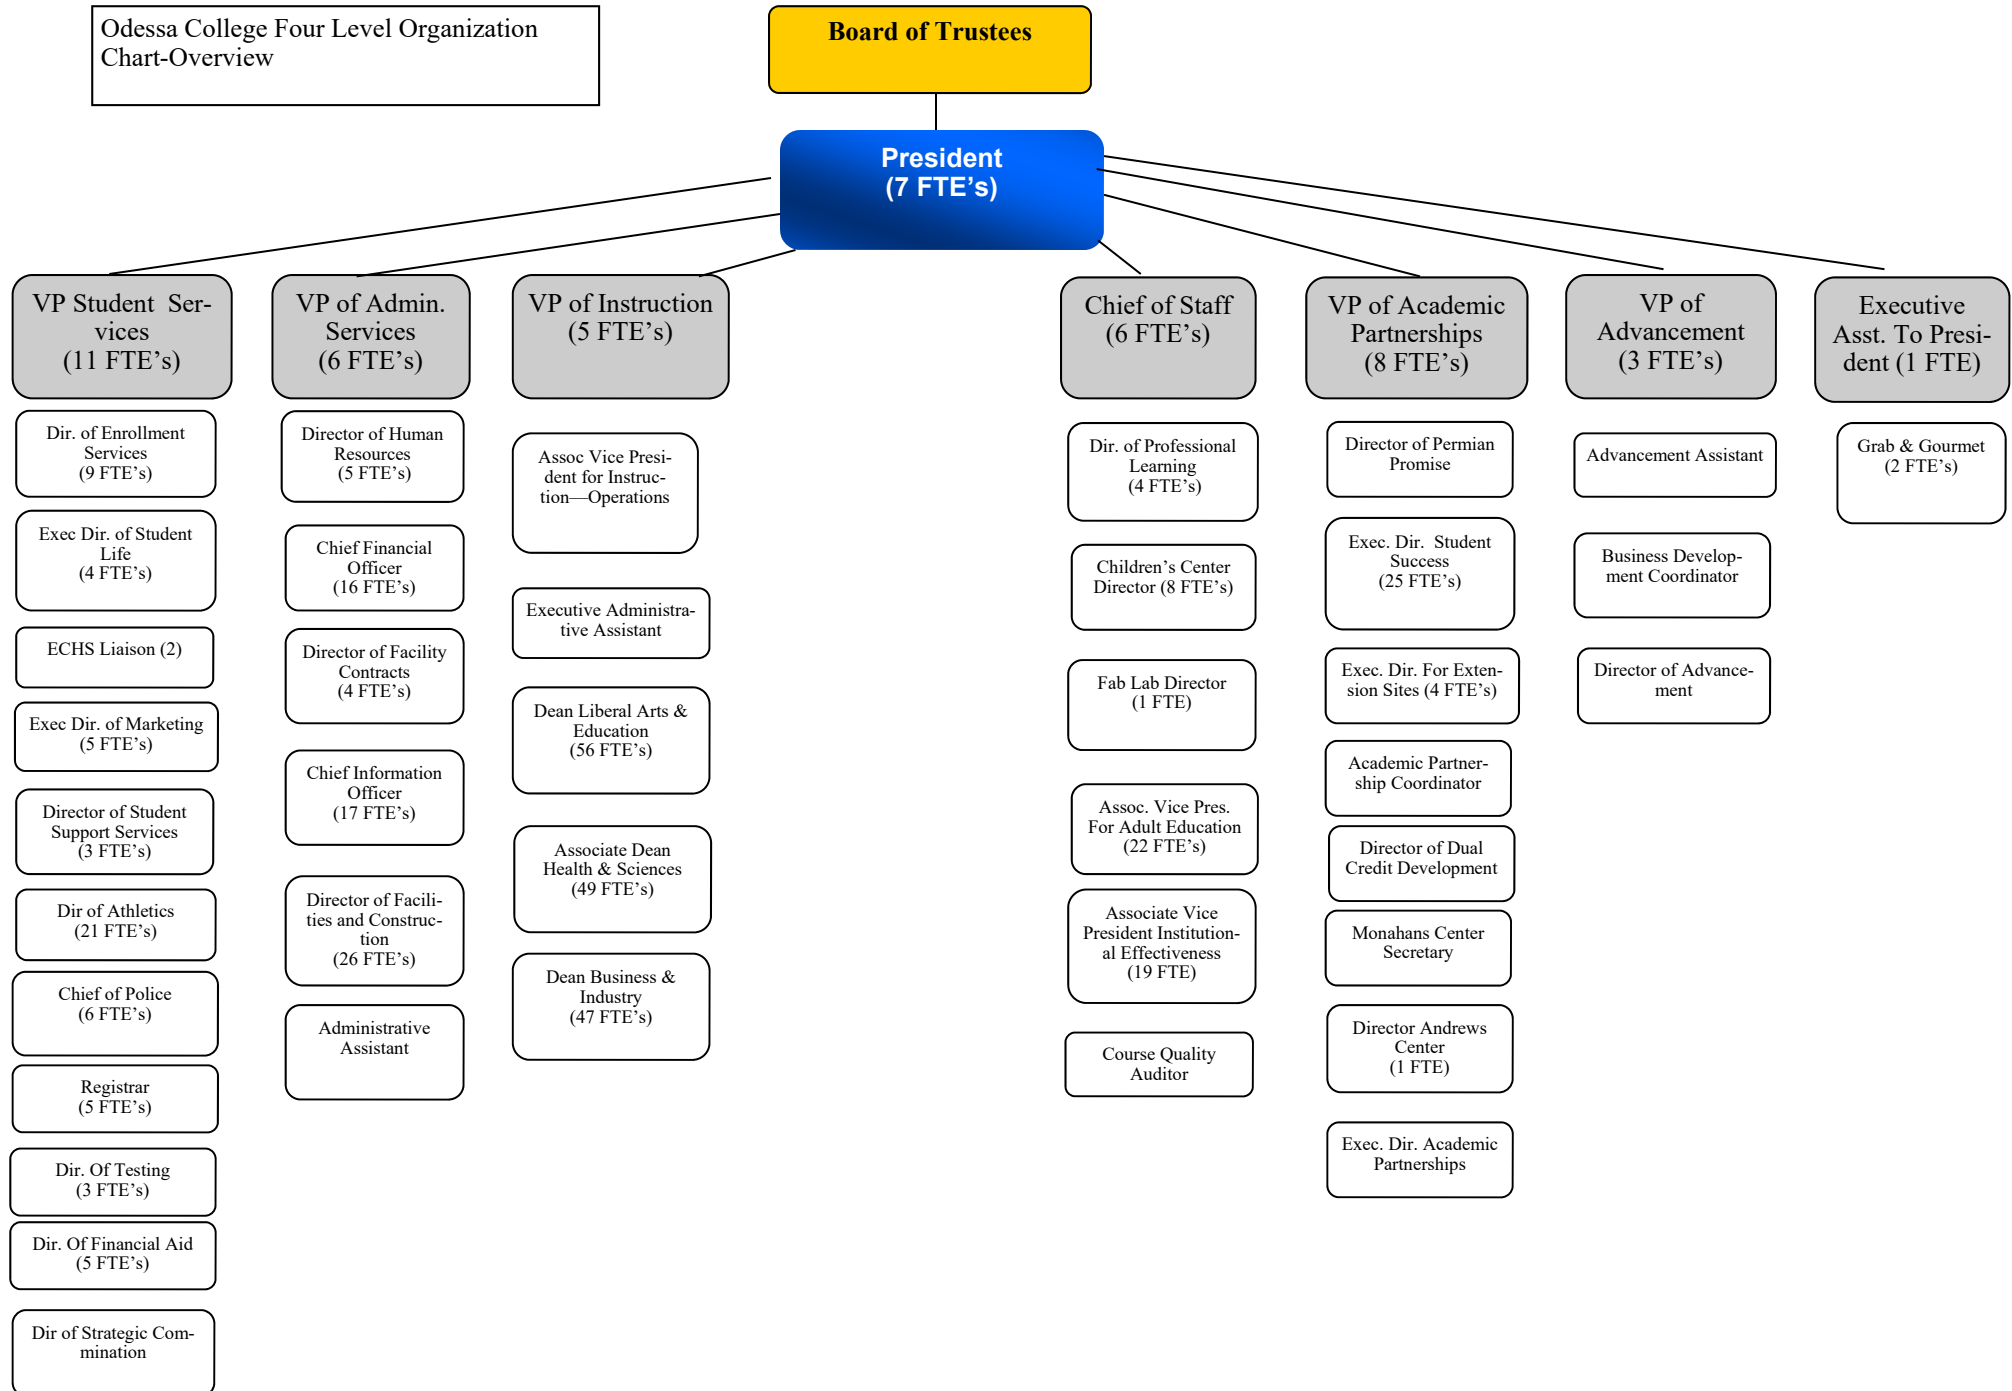 Odessa College Four Level Organization
Chart-Overview
Board of Trustees
President
(7 FTE’s)
VP Student  Ser-
vices
(11 FTE’s)
Dir. of Enrollment
Services
(9 FTE’s)
Exec Dir. of Student
Life
(4 FTE’s)
ECHS Liaison (2)
Exec Dir. of Marketing
(5 FTE’s)
Director of Student
Support Services
(3 FTE’s)
Dir of Athletics
(21 FTE’s)
Chief of Police
(6 FTE’s)
Registrar
(5 FTE’s)
Dir. Of Testing
(3 FTE’s)
Dir. Of Financial Aid
(5 FTE’s)
Dir of Strategic Com-
mination
VP of Admin.
Services
(6 FTE’s)
Director of Human
Resources
(5 FTE’s)
Chief Financial
Officer
(16 FTE’s)
Director of Facility
Contracts
(4 FTE’s)
Chief Information
Officer
(17 FTE’s)
Director of Facili-
ties and Construc-
tion
(26 FTE’s)
Administrative
Assistant
VP of Instruction
(5 FTE’s)
Assoc Vice Presi-
dent for Instruc-
tion—Operations
Executive Administra-
tive Assistant
Dean Liberal Arts &
Education
(56 FTE’s)
Associate Dean
Health & Sciences
(49 FTE’s)
Dean Business &
Industry
(47 FTE’s)
Chief of Staff
(6 FTE’s)
Dir. of Professional
Learning
(4 FTE’s)
Children’s Center
Director (8 FTE’s)
Fab Lab Director
(1 FTE)
Assoc. Vice Pres.
For Adult Education
(22 FTE’s)
Associate Vice
President Institution-
al Effectiveness
(19 FTE)
Course Quality
Auditor
VP of Academic
Partnerships
(8 FTE’s)
Director of Permian
Promise
Exec. Dir.  Student
Success
(25 FTE’s)
Exec. Dir. For Exten-
sion Sites (4 FTE’s)
Academic Partner-
ship Coordinator
Director of Dual
Credit Development
Monahans Center
Secretary
Director Andrews
Center
(1 FTE)
Exec. Dir. Academic
Partnerships
VP of
Advancement
(3 FTE’s)
Advancement Assistant
Business Develop-
ment Coordinator
Director of Advance-
ment
Executive
Asst. To Presi-
dent (1 FTE)
Grab & Gourmet
(2 FTE’s)